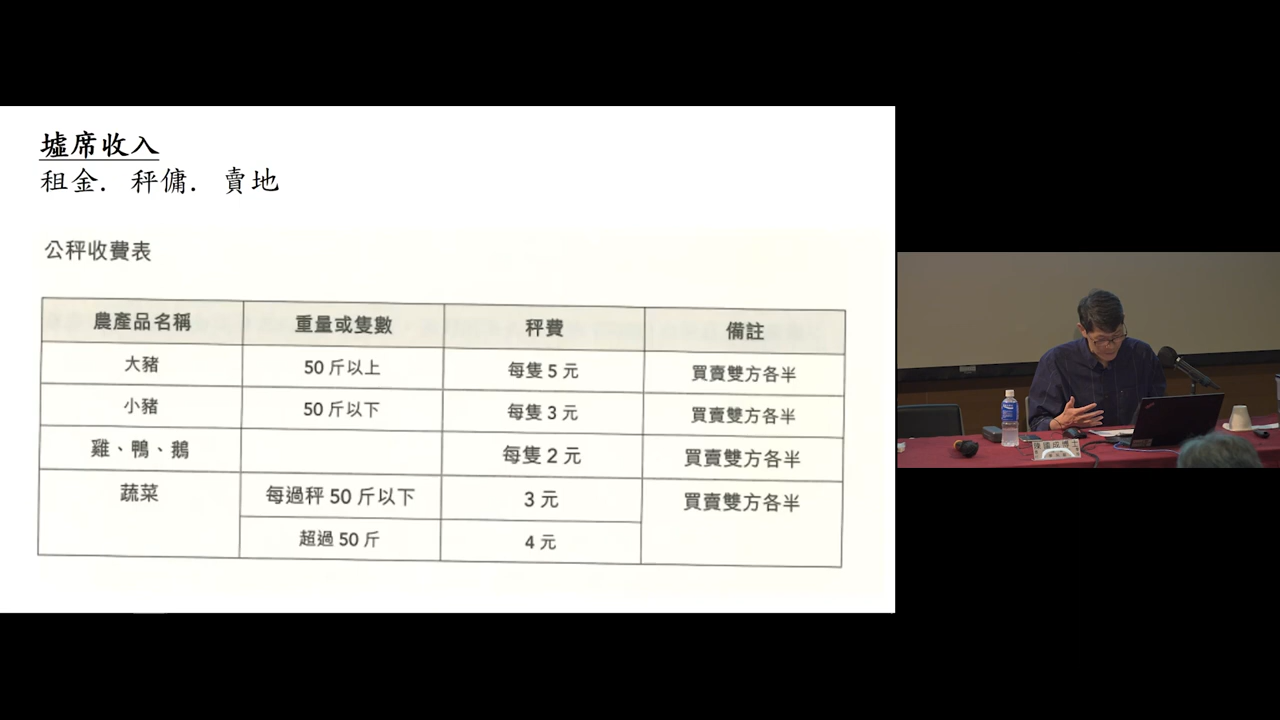 墟席收入
租金. 秤傭. 賣地
公秤收費表
農產品名稱 重量或隻數 秤費 備註
大豬 50 斤以上 每隻 5 元 買賣雙方各半
小豬 50 斤以下 每隻 3 元 買賣雙方各半
雞、鴨、鵝 每隻 2 元 買賣雙方各半
蔬菜 每過秤 50 斤以下 3 元 買賣雙方各半
超過 50 斤 4 元